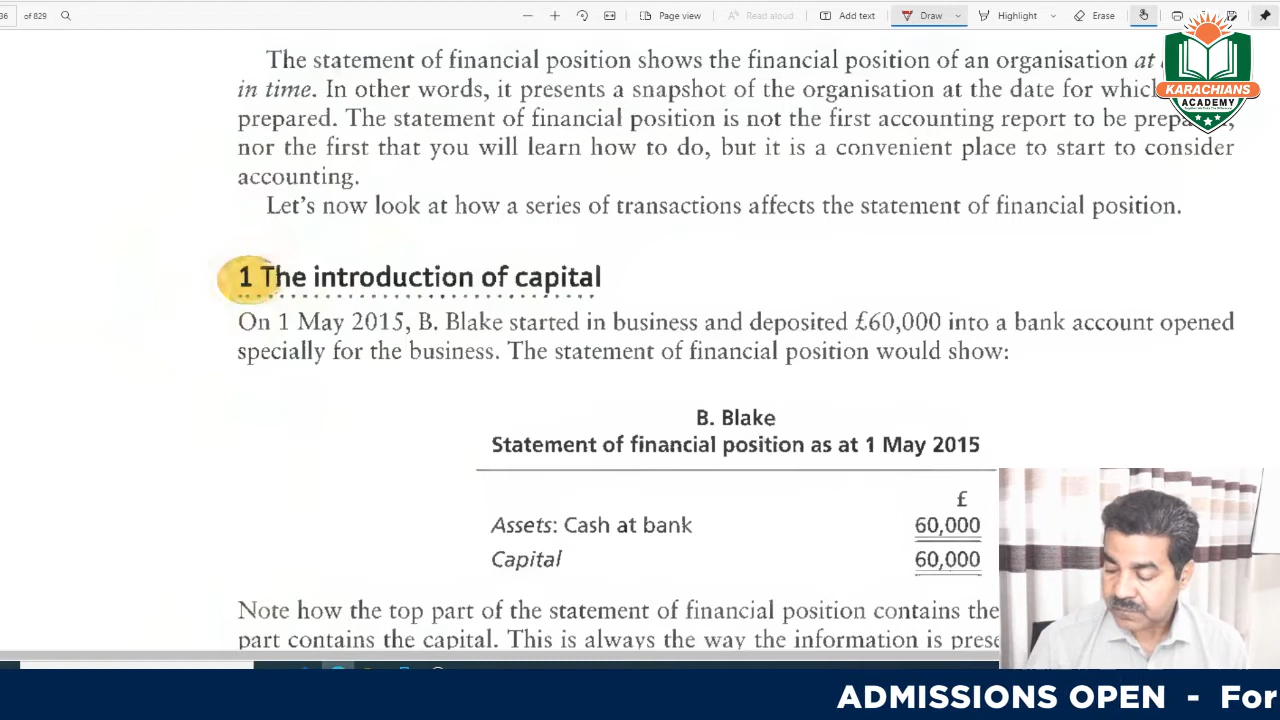 36 of 829 Page view Read aloud Add text Draw Highlight Erase
The statement of financial position shows the financial position of an organisation at
in time. In other words, it presents a snapshot of the organisation at the date for which
prepared. The statement of financial position is not the first accounting report to be
nor the first that you will learn how to do, but it is a convenient place to start to consider
accounting.
Let's now look at how a series of transactions affects the statement of financial position.
KARACHIANS
ACADEMY
1 The introduction of capital
On 1 May 2015, B. Blake started in business and deposited £60,000 into a bank account opened
specially for the business. The statement of financial position would show:
B. Blake
Statement of financial position as at 1 May 2015
£
Assets: Cash at bank 60,000
Capital 60,000
Note how the top part of the statement of financial position contains the
part contains the capital. This is always the way the information is
ADMISSIONS OPEN - For